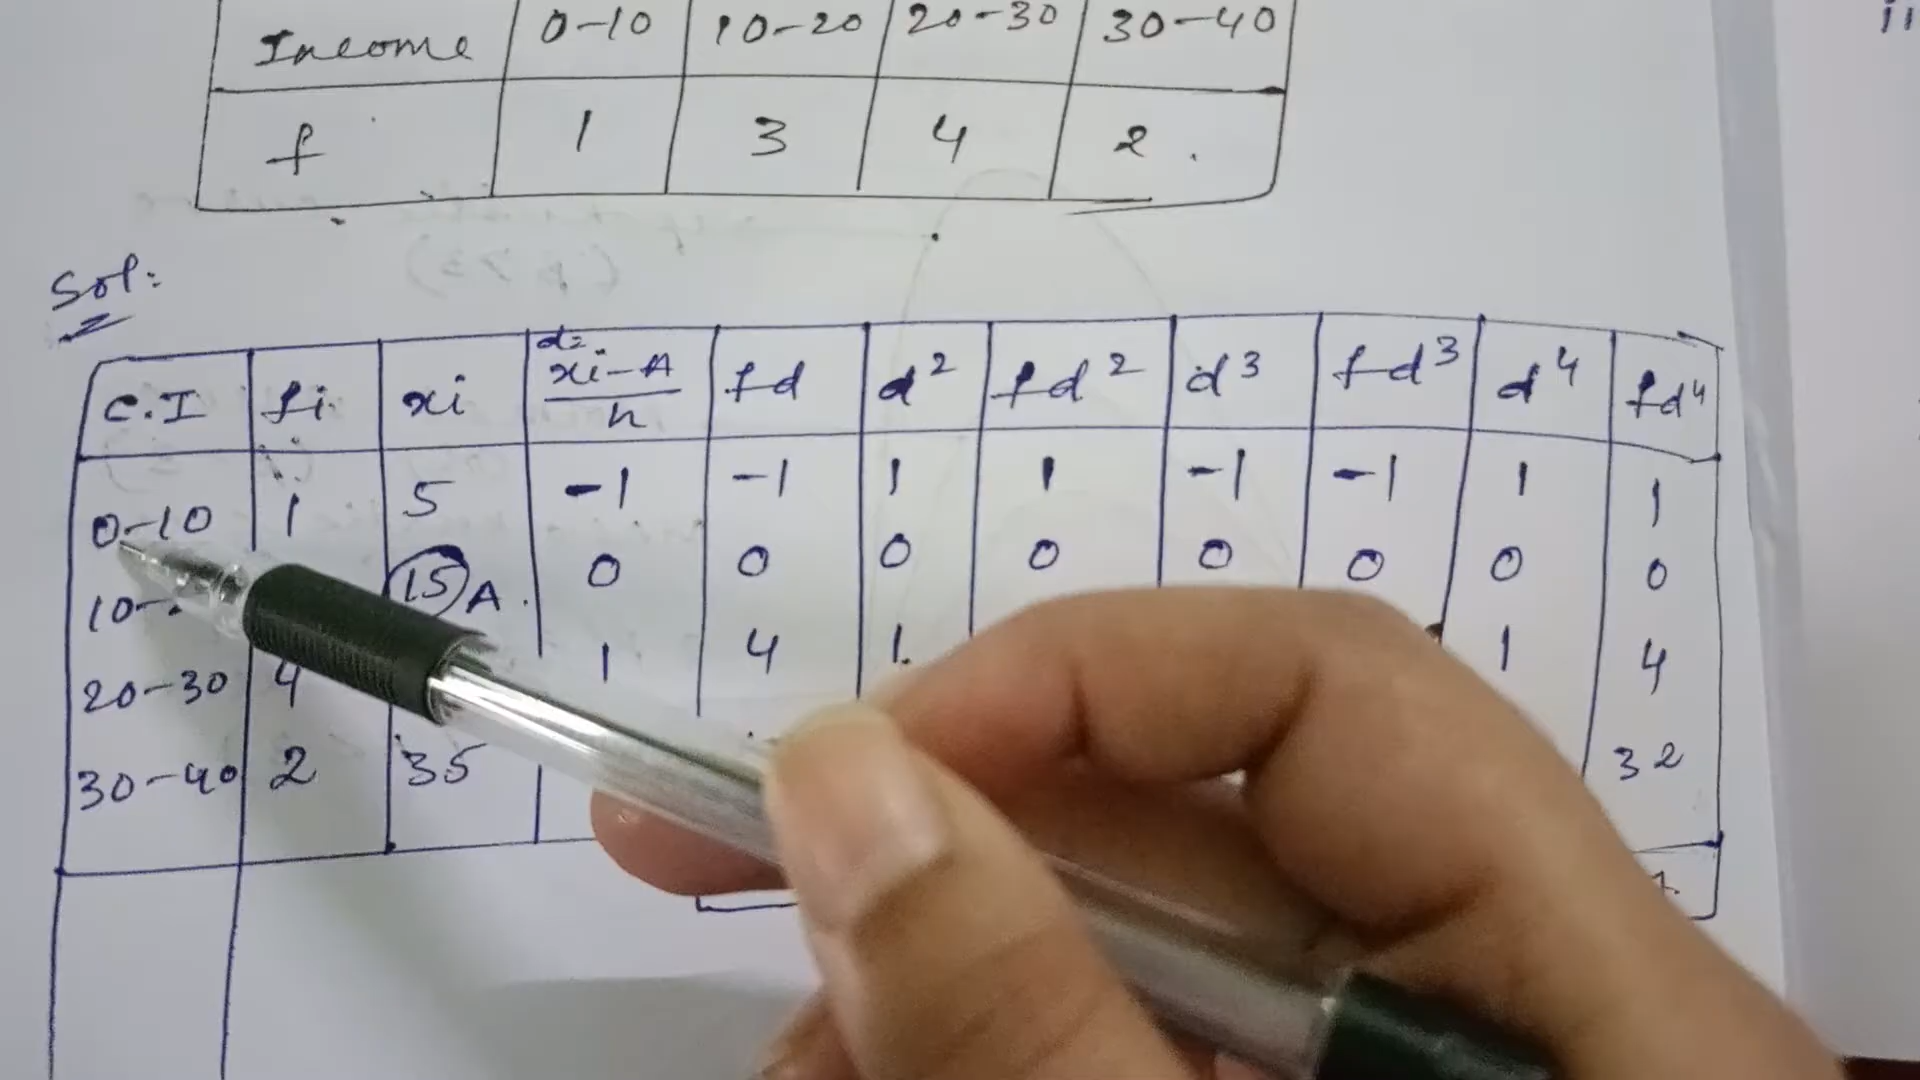 Income 0-10 10-20 20-30 30-40
f 1 3 4 2
Sol:
C.I fi xi d= xi-A/h fd d² fd² d³ fd³ d⁴ fd⁴
0-10 1 5 -1 -1 1 1 -1 -1 1 1
10- 15 A 0 0 0 0 0 0 0 0
20-30 4 1 4 1 1 4
30-40 2 35 32